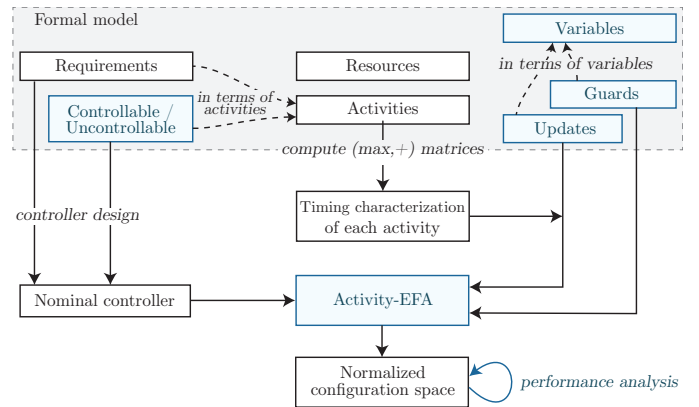 Formal model
Variables
Requirements
Resources
in terms of variables
in terms of
activities
Guards
Controllable /
Uncontrollable
Activities
Updates
compute (max,+) matrices
controller design
Timing characterization
of each activity
Nominal controller
Activity-EFA
Normalized
configuration space
performance analysis